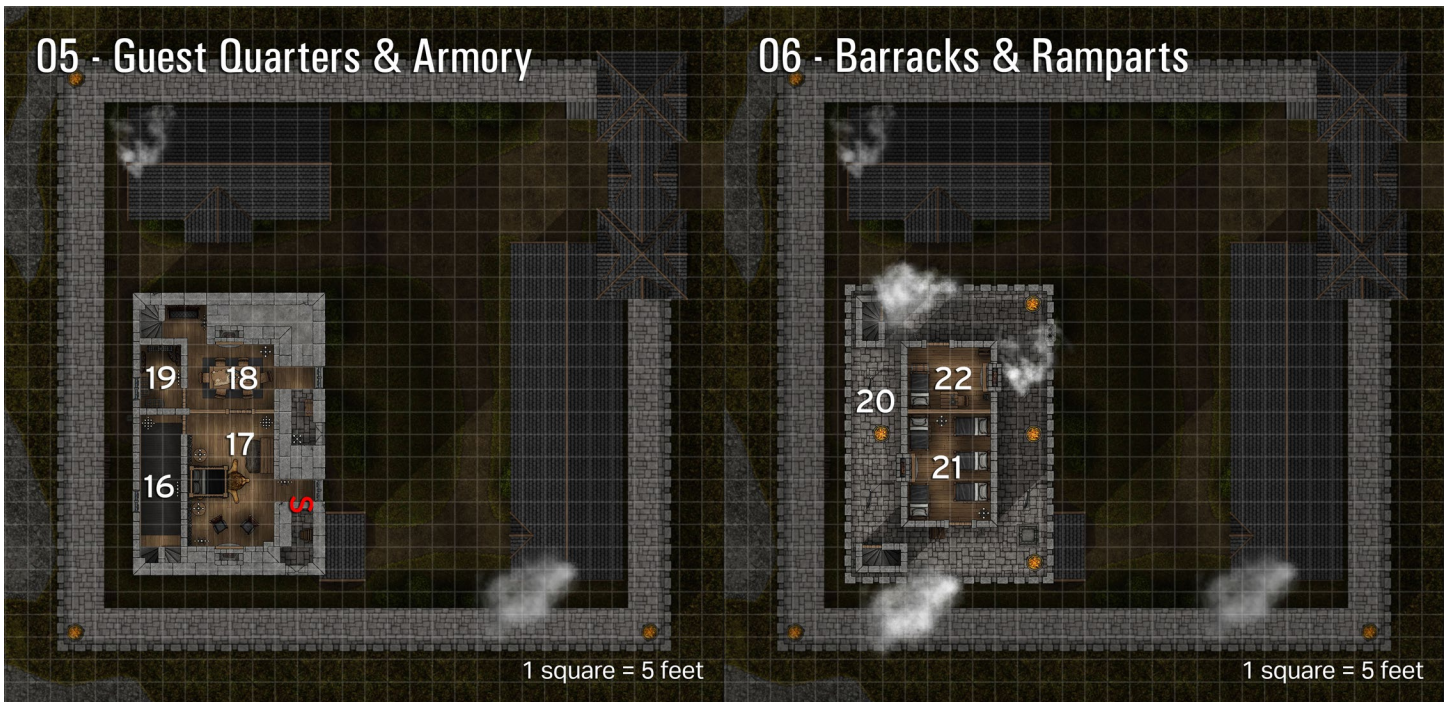 05 - Guest Quarters & Armory
19
18
17
16
S
1 square = 5 feet
06 - Barracks & Ramparts
22
20
21
1 square = 5 feet